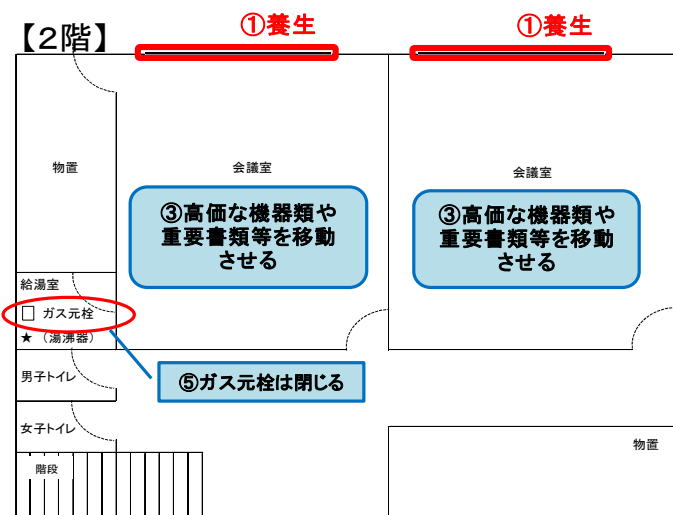 【2階】
①養生
①養生
物置
会議室
会議室
③高価な機器類や
重要書類等を移動
させる
③高価な機器類や
重要書類等を移動
させる
給湯室
□ ガス元栓
★（湯沸器）
男子トイレ
⑤ガス元栓は閉じる
女子トイレ
物置
階段